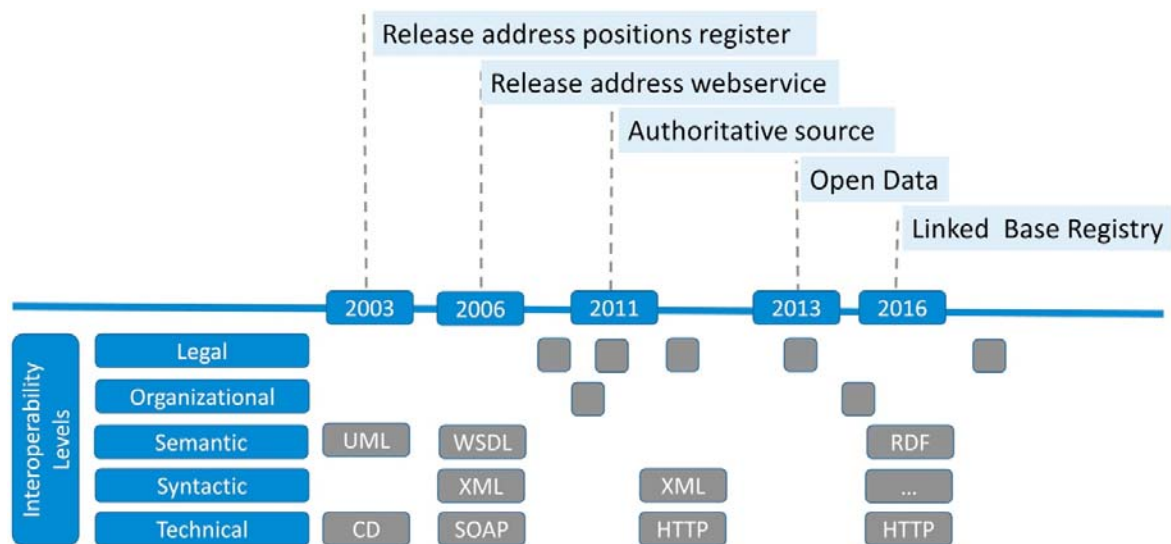 Release address positions register
Release address webservice
Authoritative source
Open Data
Linked Base Registry
2003 2006 2011 2013 2016
Interoperability
Levels
Legal
Organizational
Semantic UML WSDL RDF
Syntactic XML XML ...
Technical CD SOAP HTTP HTTP